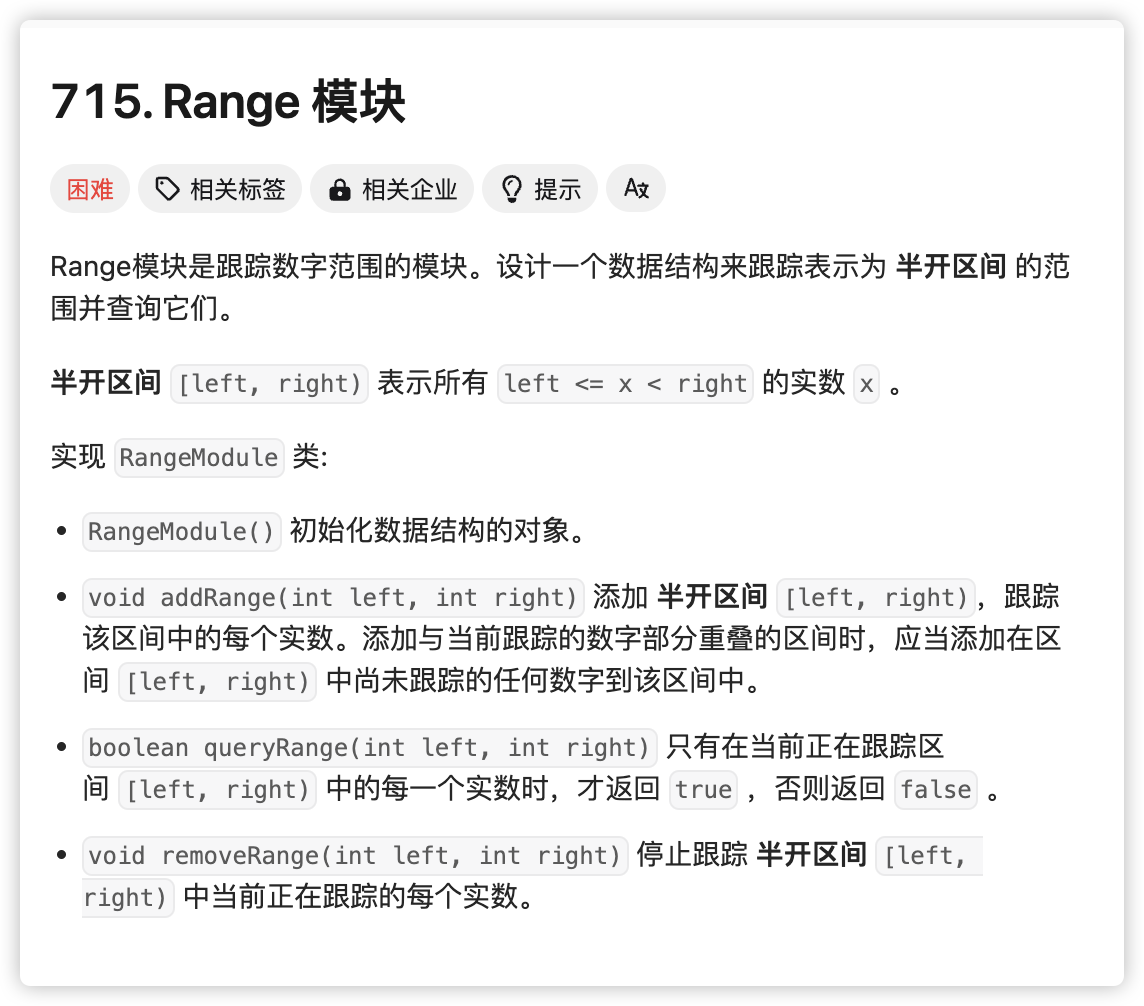 715. Range 模块
困难 相关标签 相关企业 提示
Range模块是跟踪数字范围的模块。设计一个数据结构来跟踪表示为 半开区间 的范
围并查询它们。
半开区间 [left, right) 表示所有 left <= x < right 的实数 x 。
实现 RangeModule 类:
• RangeModule() 初始化数据结构的对象。
• void addRange(int left, int right) 添加 半开区间 [left, right)，跟踪
该区间中的每个实数。添加与当前跟踪的数字部分重叠的区间时，应当添加在区
间 [left, right) 中尚未跟踪的任何数字到该区间中。
• boolean queryRange(int left, int right) 只有在当前正在跟踪区
间 [left, right) 中的每一个实数时，才返回 true ，否则返回 false 。
• void removeRange(int left, int right) 停止跟踪 半开区间 [left,
right) 中当前正在跟踪的每个实数。